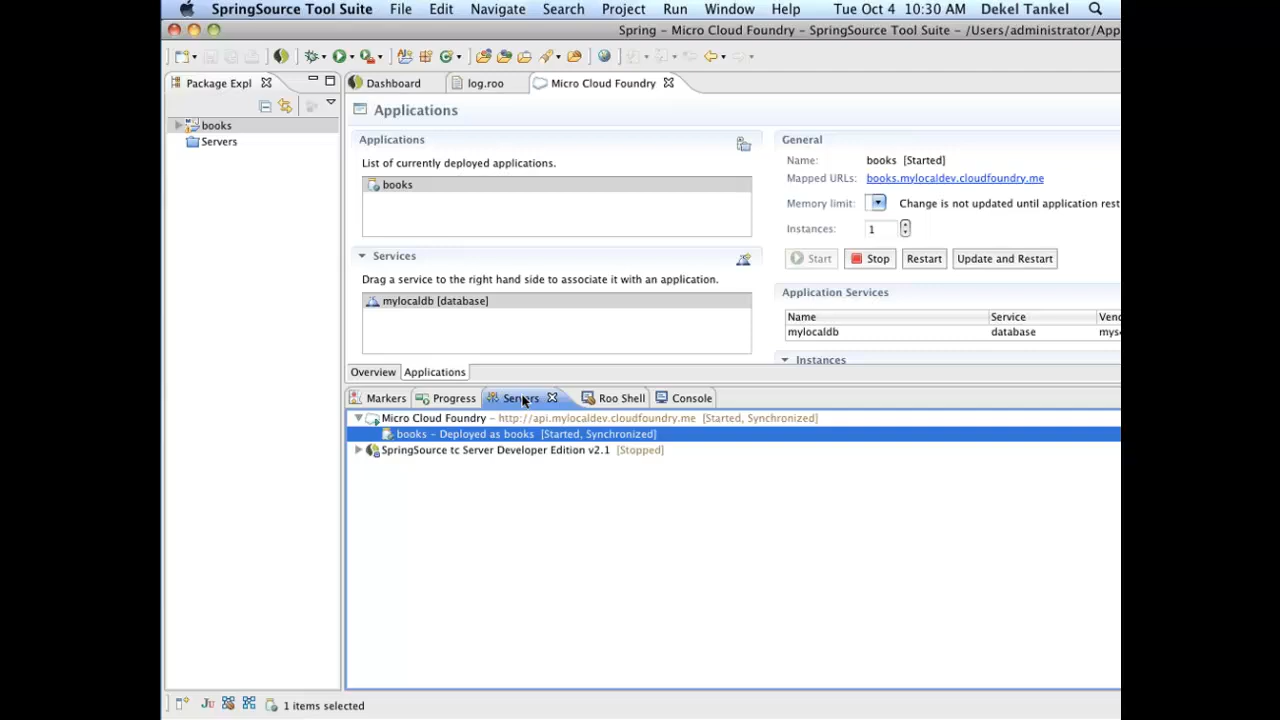 SpringSource Tool Suite File Edit Navigate Search Project Run Window Help Tue Oct 4 10:30 AM Dekel Tankel
Spring – Micro Cloud Foundry – SpringSource Tool Suite – /Users/administrator/App
Package Expl
Dashboard
log.roo
Micro Cloud Foundry
books
Servers
Applications
Applications
List of currently deployed applications.
books
Services
Drag a service to the right hand side to associate it with an application.
mylocaldb [database]
General
Name: books [Started]
Mapped URLs: books.mylocaldev.cloudfoundry.me
Memory limit: Change is not updated until application rest
Instances: 1
Start Stop Restart Update and Restart
Application Services
Name Service Venc
mylocaldb database mys
Instances
Overview Applications
Markers Progress Servers Roo Shell Console
Micro Cloud Foundry – http://api.mylocaldev.cloudfoundry.me [Started, Synchronized]
books – Deployed as books [Started, Synchronized]
SpringSource tc Server Developer Edition v2.1 [Stopped]
Ju 1 items selected